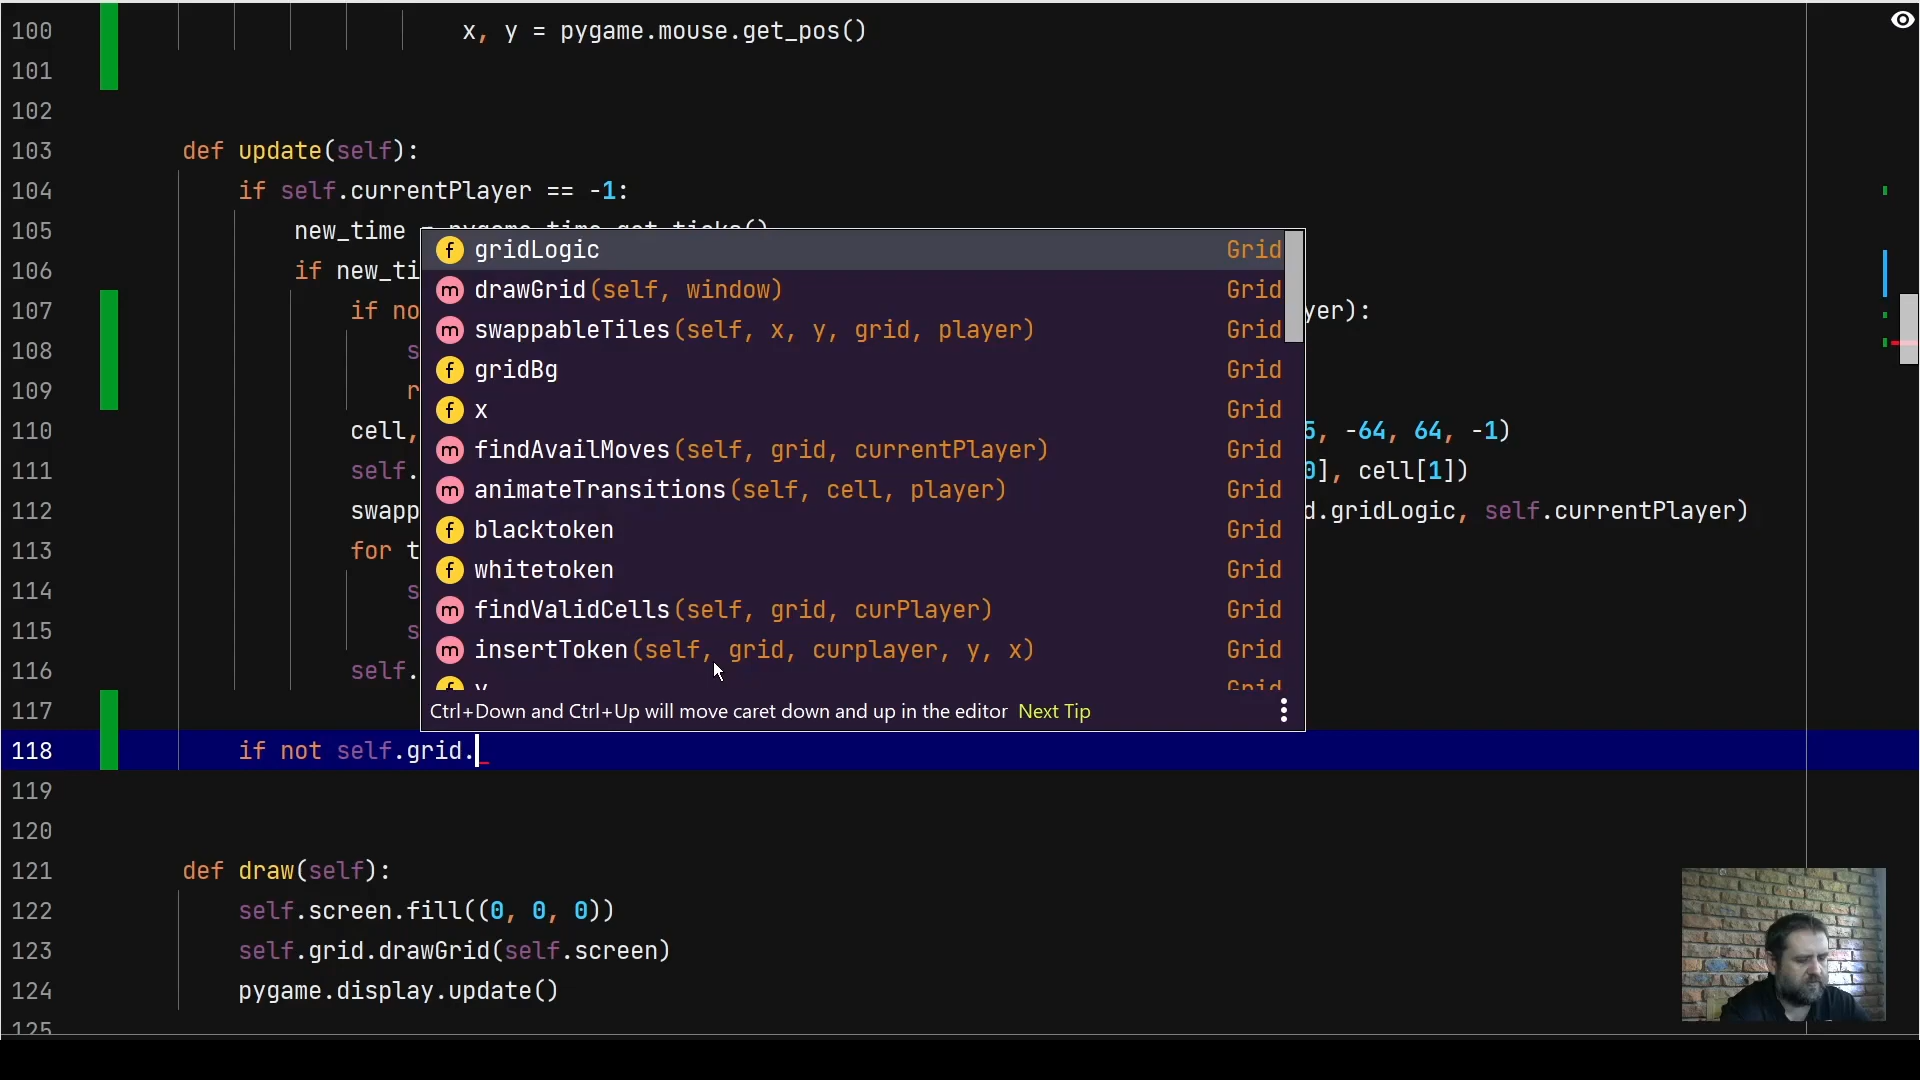 100 x, y = pygame.mouse.get_pos()
101
102
103 def update(self):
104 if self.currentPlayer == -1:
105 new_time = pygame.time.get_ticks()
106 if new_ti
107 if no yer):
108 s
109 r
110 cell, 5, -64, 64, -1)
111 self. 0], cell[1])
112 swapp d.gridLogic, self.currentPlayer)
113 for t
114 s
115 s
116 self.
117
118 if not self.grid.
119
120
121 def draw(self):
122 self.screen.fill((0, 0, 0))
123 self.grid.drawGrid(self.screen)
124 pygame.display.update()
125
f gridLogic Grid
m drawGrid(self, window) Grid
m swappableTiles(self, x, y, grid, player) Grid
f gridBg Grid
f x Grid
m findAvailMoves(self, grid, currentPlayer) Grid
m animateTransitions(self, cell, player) Grid
f blacktoken Grid
f whitetoken Grid
m findValidCells(self, grid, curPlayer) Grid
m insertToken(self, grid, curplayer, y, x) Grid
f y Grid
Ctrl+Down and Ctrl+Up will move caret down and up in the editor Next Tip